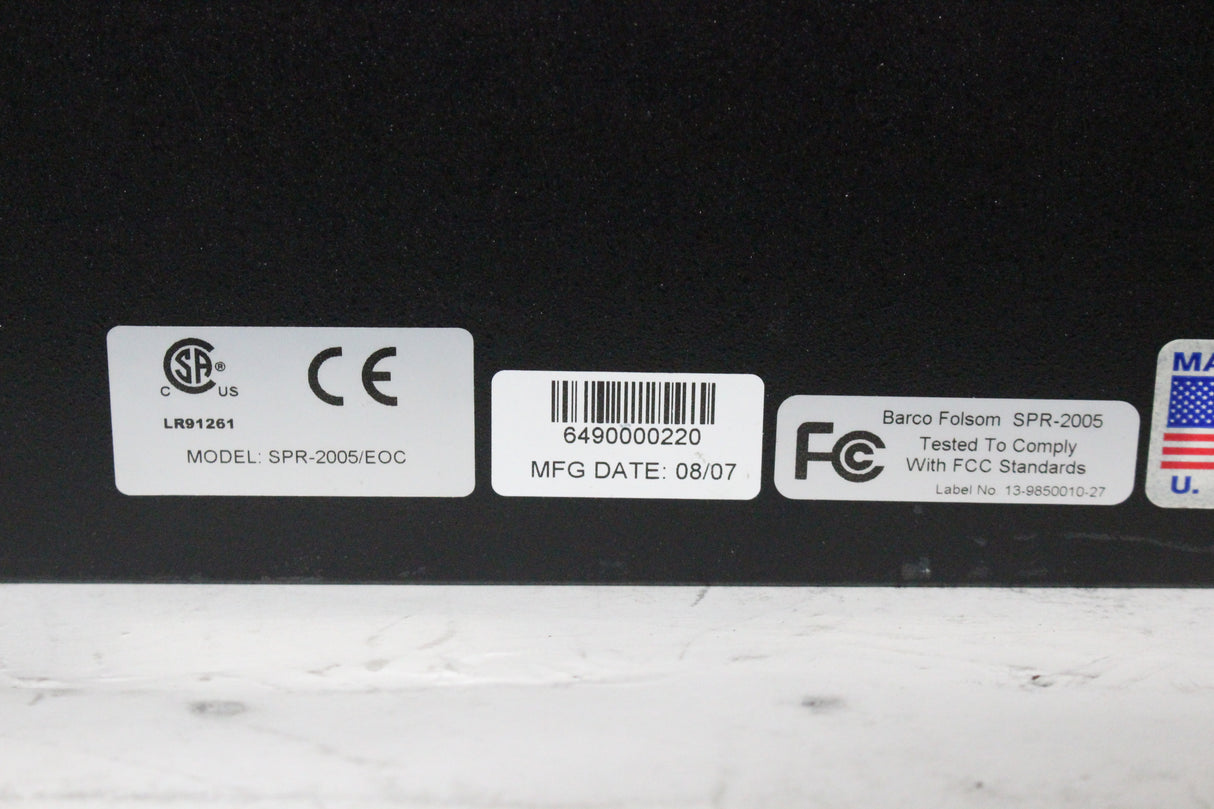 CSA®
C US
CE
LR91261
MODEL: SPR-2005/EOC
6490000220
MFG DATE: 08/07
FC
Barco Folsom SPR-2005
Tested To Comply
With FCC Standards
Label No. 13-9850010-27
MA
U.